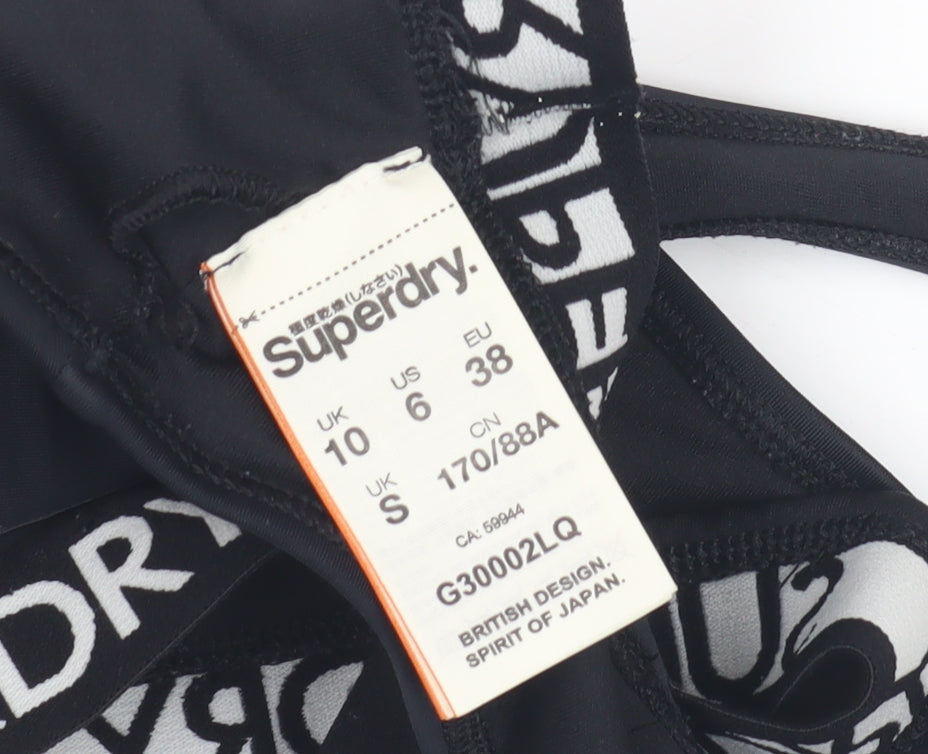 極度乾燥(しなさい)
Superdry.
UK US EU
10 6 38
UK CN
S 170/88A
CA: 59944
G30002LQ
BRITISH DESIGN.
SPIRIT OF JAPAN.
DRY